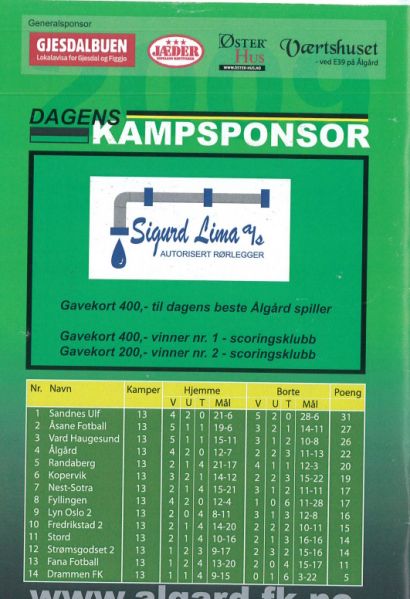 Generalsponsor
GJESDALBUEN
Lokalavisa for Gjesdal og Figgjo
JÆDER
ØSTER HUS
WWW.OSTER-HUS.NO
Værtshuset
- ved E39 på Ålgård
2009
DAGENS
KAMPSPONSOR
Sigurd Lima a/s
AUTORISERT RØRLEGGER
Gavekort 400,- til dagens beste Ålgård spiller
Gavekort 400,- vinner nr. 1 - scoringsklubb
Gavekort 200,- vinner nr. 2 - scoringsklubb
Nr. Navn Kamper Hjemme Borte Poeng
V U T Mål V U T Mål
1 Sandnes Ulf 13 4 2 0 21-6 5 2 0 28-6 31
2 Åsane Fotball 13 5 1 1 19-6 3 2 1 14-11 27
3 Vard Haugesund 13 5 1 1 15-11 3 1 2 10-8 26
4 Ålgård 13 4 2 0 12-7 2 2 3 11-13 22
5 Randaberg 13 2 1 4 21-17 4 1 1 12-3 20
6 Kopervik 13 3 2 1 14-12 2 2 3 15-22 19
7 Nest-Sotra 13 2 1 4 15-21 3 1 2 11-11 17
8 Fyllingen 13 4 2 0 12-4 1 0 6 11-28 17
9 Lyn Oslo 2 13 2 0 4 8-11 3 1 3 12-8 16
10 Fredrikstad 2 13 2 1 4 14-20 2 2 2 10-11 15
11 Stord 13 2 1 4 10-16 2 1 3 16-16 14
12 Strømsgodset 2 13 1 2 3 9-17 2 3 2 15-16 14
13 Fana Fotball 13 1 2 4 13-20 2 0 4 15-17 11
14 Drammen FK 13 1 1 4 9-15 0 1 6 3-22 5
www.algard-fk.no